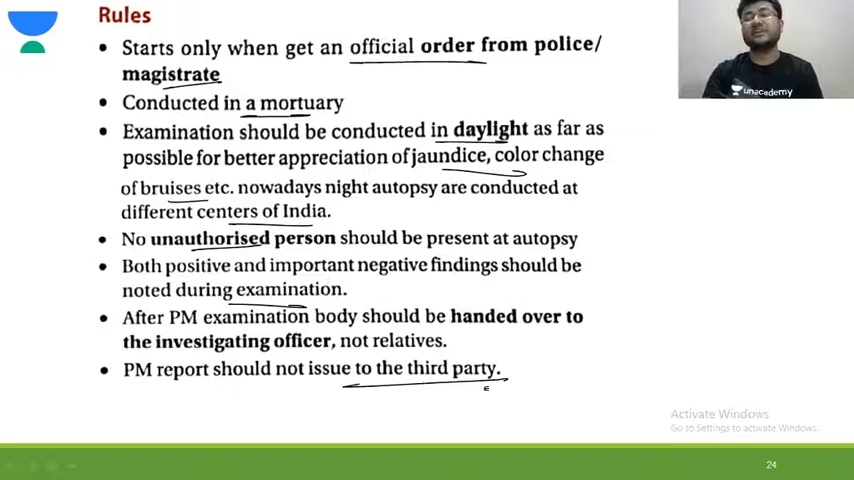 Rules
• Starts only when get an official order from police/
magistrate
• Conducted in a mortuary
• Examination should be conducted in daylight as far as
possible for better appreciation of jaundice, color change
of bruises etc. nowadays night autopsy are conducted at
different centers of India.
• No unauthorised person should be present at autopsy
• Both positive and important negative findings should be
noted during examination.
• After PM examination body should be handed over to
the investigating officer, not relatives.
• PM report should not issue to the third party.
unacademy
Activate Windows
Go to Settings to activate Windows.
24